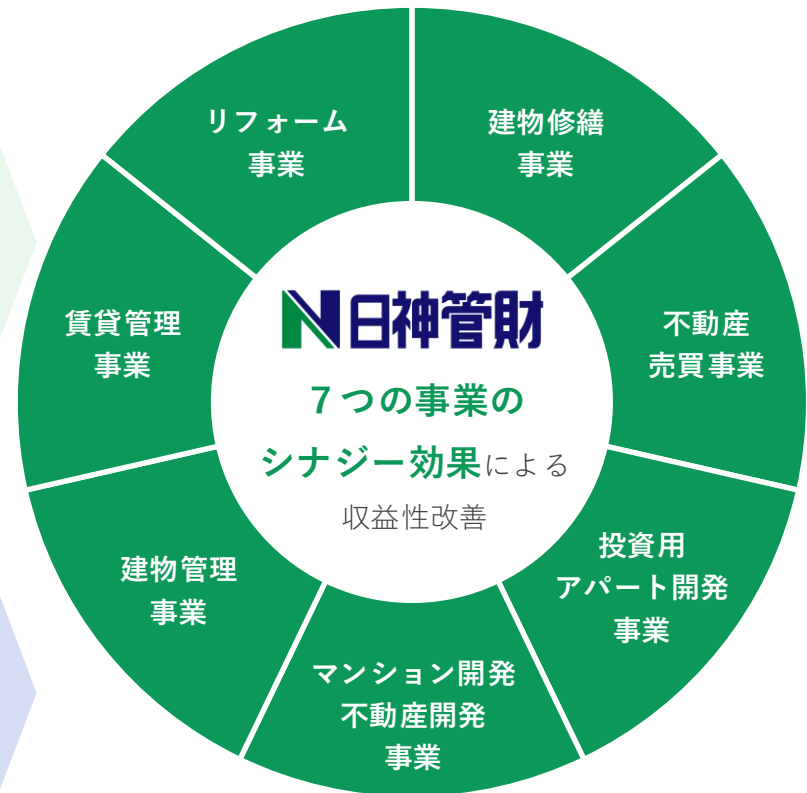 リフォーム
事業
建物修繕
事業
賃貸管理
事業
不動産
売買事業
N日神管財
７つの事業の
シナジー効果による
収益性改善
建物管理
事業
投資用
アパート開発
事業
マンション開発
不動産開発
事業